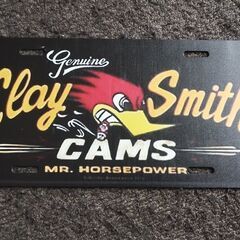 Genuine
Clay Smith
CAMS
MR. HORSEPOWER